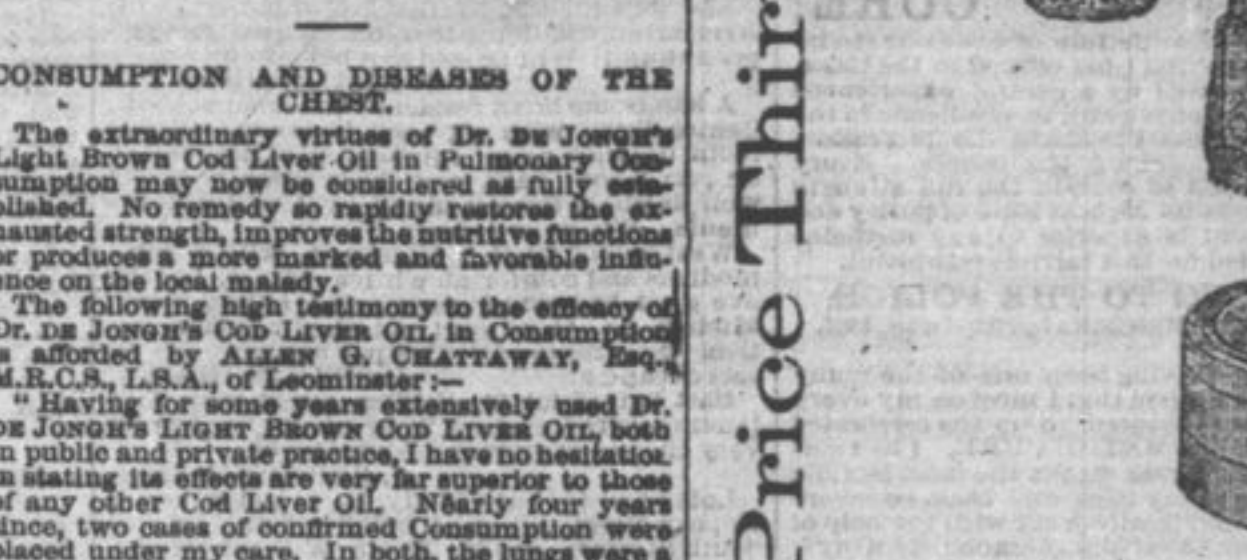 CONSUMPTION AND DISEASES OF THE
CHEST.
The extraordinary virtues of Dr. DE JONGH'S
Light Brown Cod Liver Oil in Pulmonary Con-
sumption may now be considered as fully esta-
blished. No remedy so rapidly restores the ex-
hausted strength, improves the nutritive functions
or produces a more marked and favorable influ-
ence on the local malady.
The following high testimony to the efficacy of
Dr. DE JONGH'S COD LIVER OIL in Consumption
is afforded by ALLEN G. CHATTAWAY, Esq.,
M.R.C.S., L.S.A., of Leominster :—
" Having for some years extensively used Dr.
DE JONGH'S LIGHT BROWN COD LIVER OIL, both
in public and private practice, I have no hesitation
in stating its effects are very far superior to those
of any other Cod Liver Oil. Nearly four years
since, two cases of confirmed Consumption were
placed under my care. In both, the lungs were a
Price Thir